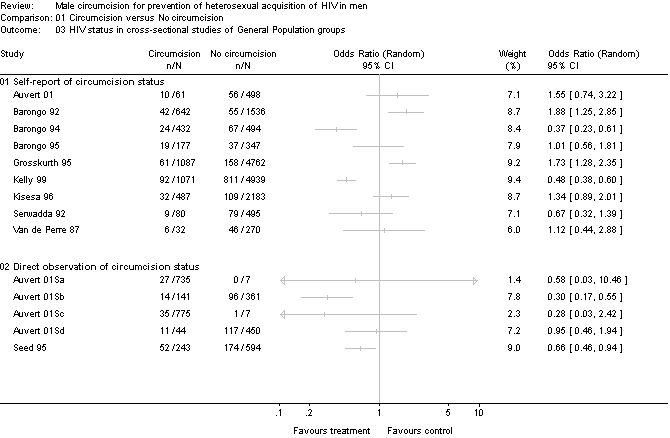 Review: Male circumcision for prevention of heterosexual acquisition of HIV in men
Comparison: 01 Circumcision versus No circumcision
Outcome: 03 HIV status in cross-sectional studies of General Population groups
Study Circumcision No circumcision Odds Ratio (Random) Weight Odds Ratio (Random)
n/N n/N 95% CI (%) 95% CI
01 Self-report of circumcision status
Auvert 01 10/61 56/498 7.1 1.55 [ 0.74, 3.22 ]
Barongo 92 42/642 55/1536 8.7 1.88 [ 1.25, 2.85 ]
Barongo 94 24/432 67/494 8.4 0.37 [ 0.23, 0.61 ]
Barongo 95 19/177 37/347 7.9 1.01 [ 0.56, 1.81 ]
Grosskurth 95 61/1087 158/4762 9.2 1.73 [ 1.28, 2.35 ]
Kelly 99 92/1071 811/4939 9.4 0.48 [ 0.38, 0.60 ]
Kisesa 96 32/487 109/2183 8.7 1.34 [ 0.89, 2.01 ]
Serwadda 92 9/80 79/495 7.1 0.67 [ 0.32, 1.39 ]
Van de Perre 87 6/32 46/270 6.0 1.12 [ 0.44, 2.88 ]
02 Direct observation of circumcision status
Auvert 01Sa 27/735 0/7 1.4 0.58 [ 0.03, 10.46 ]
Auvert 01Sb 14/141 96/361 7.8 0.30 [ 0.17, 0.55 ]
Auvert 01Sc 35/775 1/7 2.3 0.28 [ 0.03, 2.42 ]
Auvert 01Sd 11/44 117/450 7.2 0.95 [ 0.46, 1.94 ]
Seed 95 52/243 174/594 9.0 0.66 [ 0.46, 0.94 ]
.1 .2 1 5 10
Favours treatment Favours control